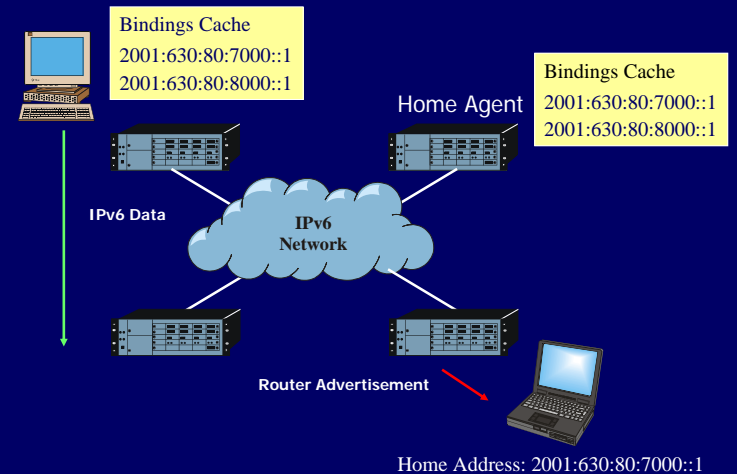 Bindings Cache
2001:630:80:7000::1
2001:630:80:8000::1
Home Agent
Bindings Cache
2001:630:80:7000::1
2001:630:80:8000::1
IPv6 Data
IPv6
Network
Router Advertisement
Home Address: 2001:630:80:7000::1